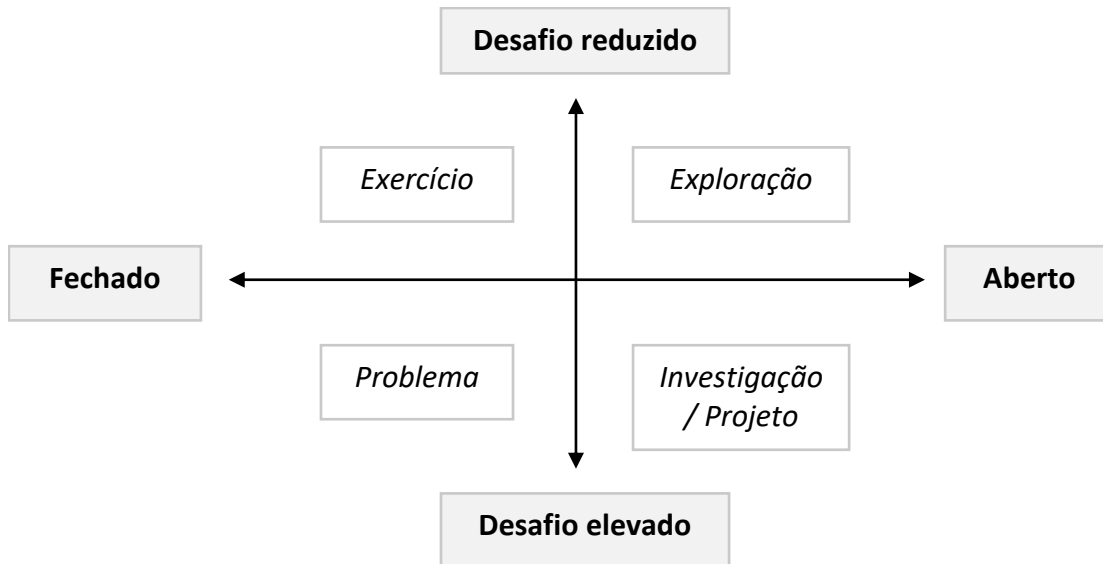 Desafio reduzido
Exercício
Exploração
Fechado
Aberto
Problema
Investigação
/ Projeto
Desafio elevado